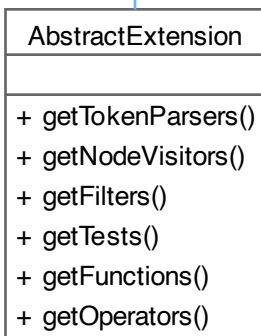 AbstractExtension
+ getTokenParsers()
+ getNodeVisitors()
+ getFilters()
+ getTests()
+ getFunctions()
+ getOperators()